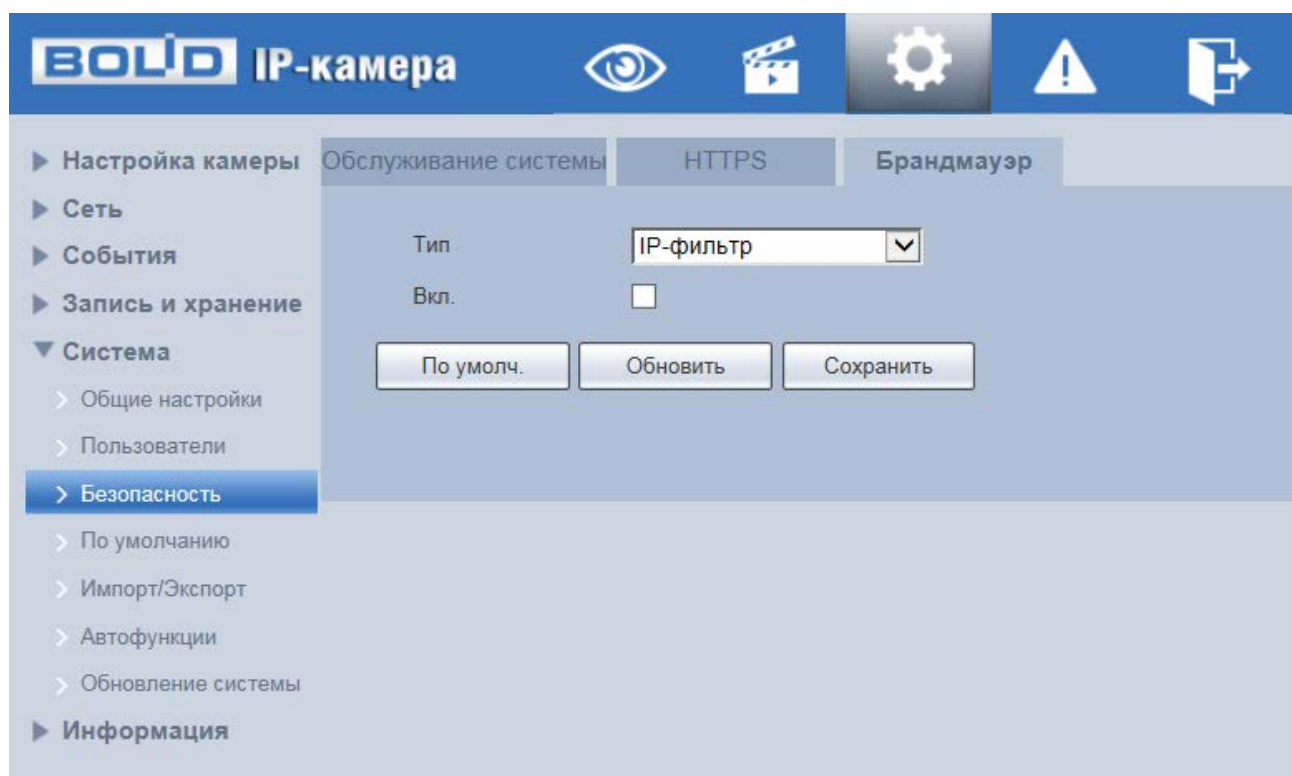 BOLID IP-камера
Настройка камеры
Сеть
События
Запись и хранение
Система
Общие настройки
Пользователи
Безопасность
По умолчанию
Импорт/Экспорт
Автофункции
Обновление системы
Информация
Обслуживание системы HTTPS Брандмауэр
Тип IP-фильтр
Вкл.
По умолч. Обновить Сохранить